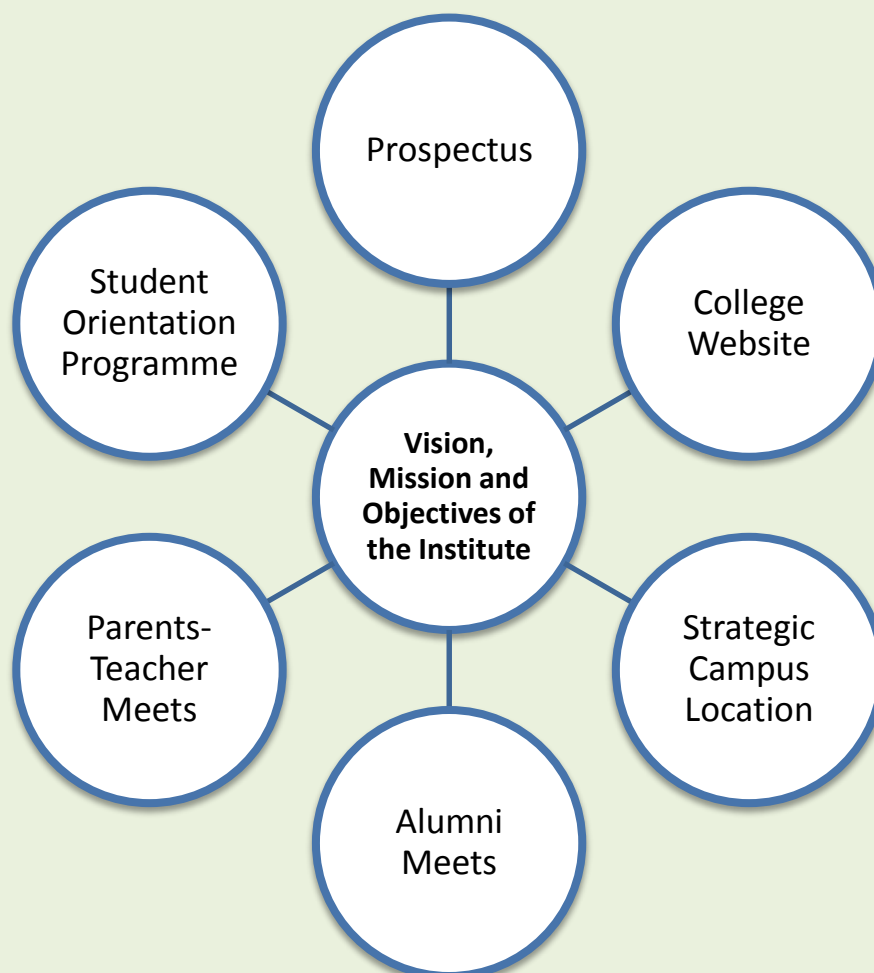 Prospectus
Student
Orientation
Programme
College
Website
Vision,
Mission and
Objectives of
the Institute
Parents-
Teacher
Meets
Strategic
Campus
Location
Alumni
Meets